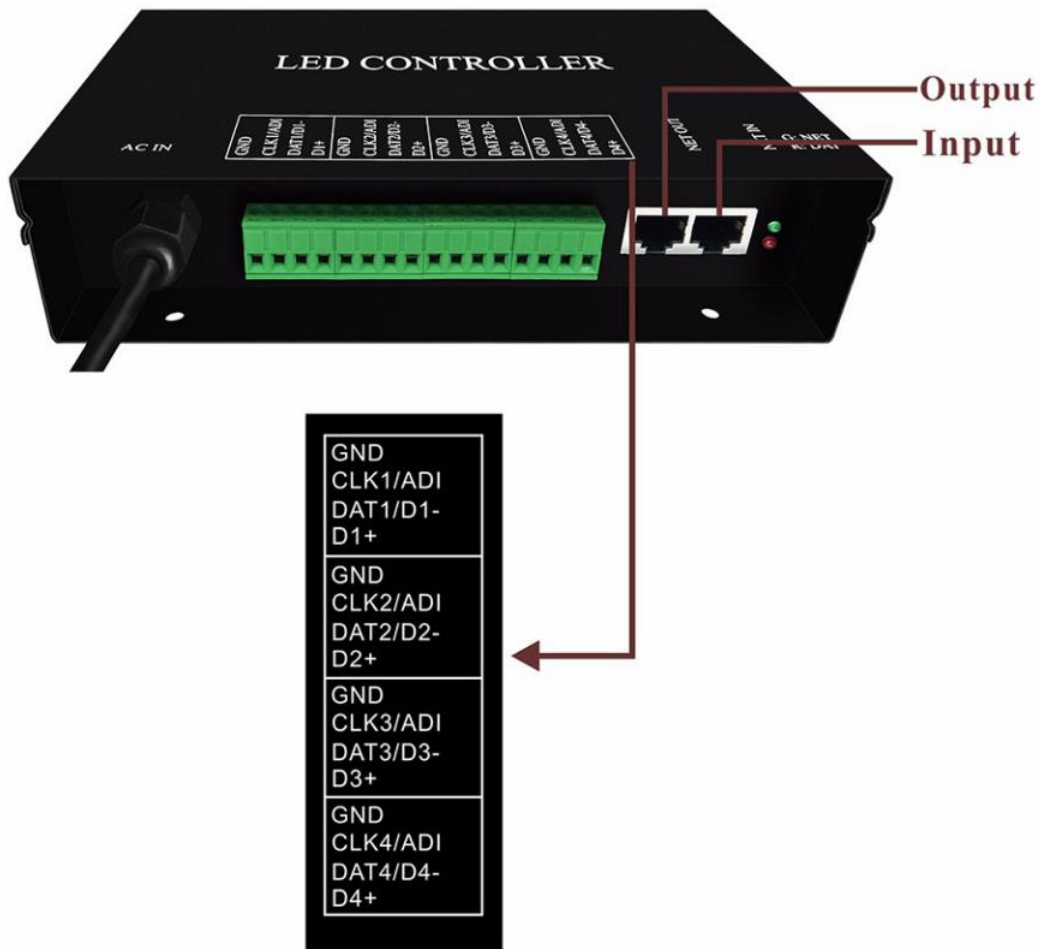 LED CONTROLLER
Output
Input
AC IN
GND
CLK1/ADI
DAT1/D1-
D1+
GND
CLK2/ADI
DAT2/D2-
D2+
GND
CLK3/ADI
DAT3/D3-
D3+
GND
CLK4/ADI
DAT4/D4-
D4+
NET OUT
NET IN
G: NET
R: DAT
GND
CLK1/ADI
DAT1/D1-
D1+
GND
CLK2/ADI
DAT2/D2-
D2+
GND
CLK3/ADI
DAT3/D3-
D3+
GND
CLK4/ADI
DAT4/D4-
D4+